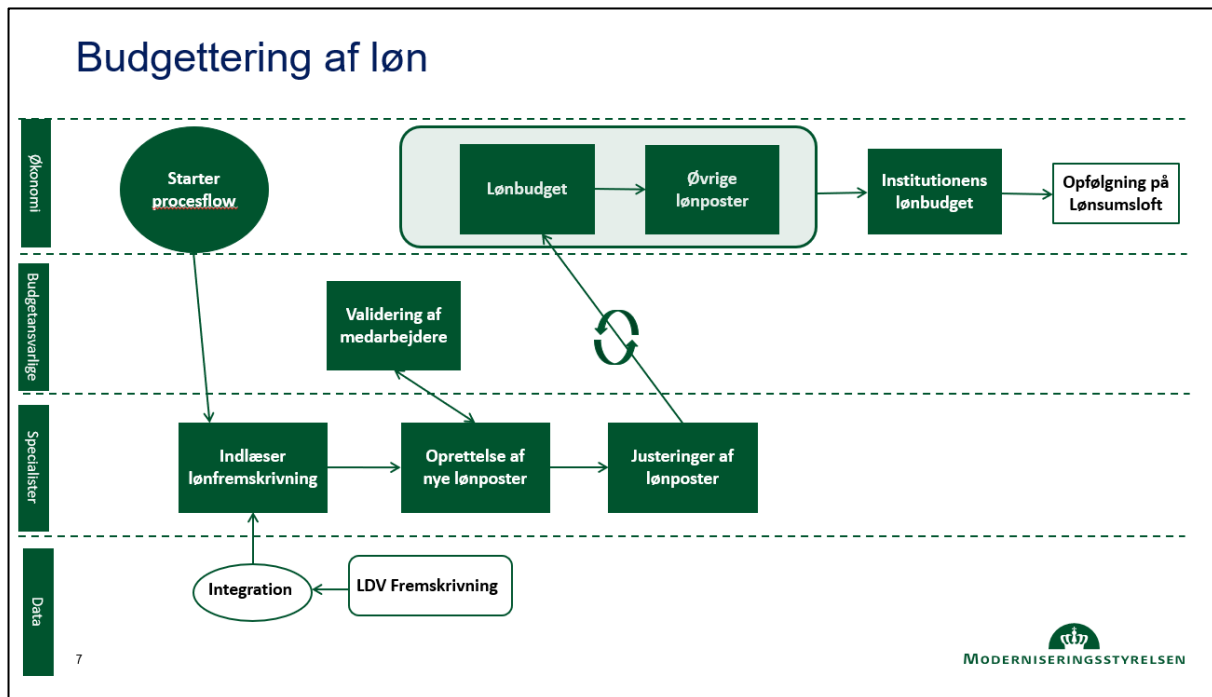 Budgettering af løn
Økonomi
Starter
procesflow
Lønbudget
Øvrige
lønposter
Institutionens
lønbudget
Opfølgning på
Lønsumsloft
Budgetansvarlige
Validering af
medarbejdere
Specialister
Indlæser
lønfremskrivning
Oprettelse af
nye lønposter
Justeringer af
lønposter
Data
Integration
LDV Fremskrivning
7
MODERNISERINGSSTYRELSEN